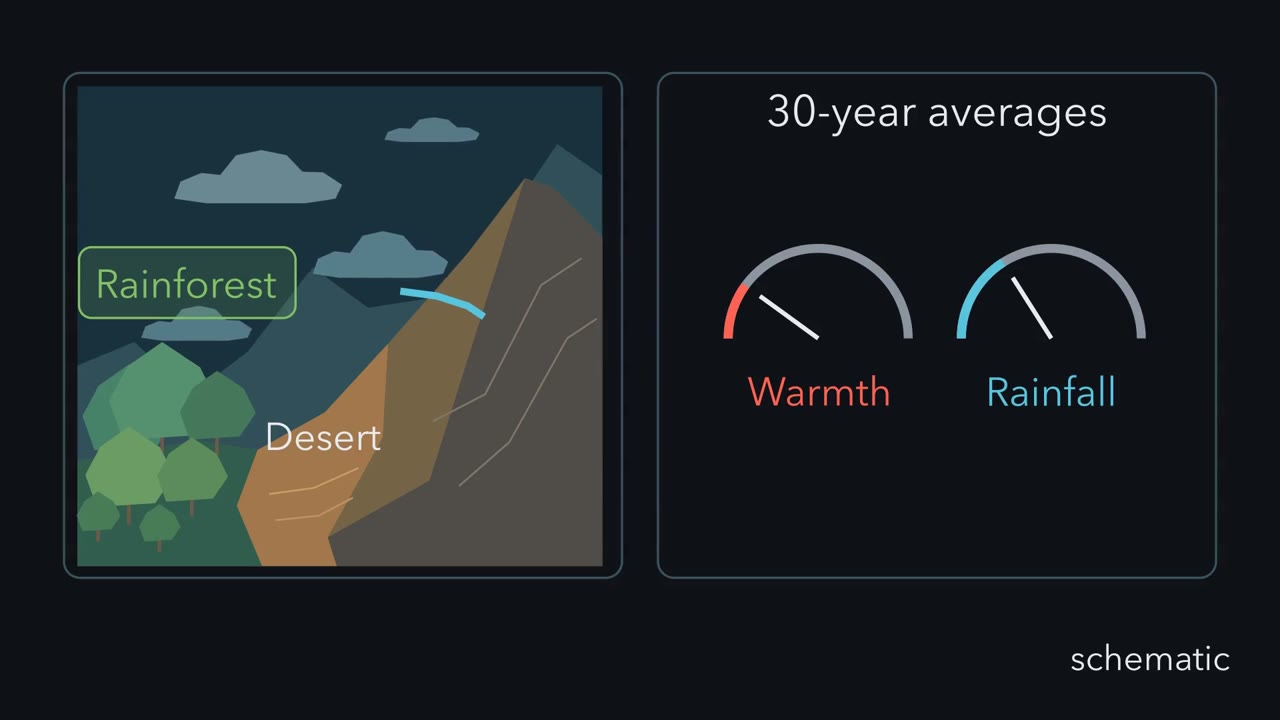 Rainforest
Desert
30-year averages
Warmth
Rainfall
schematic